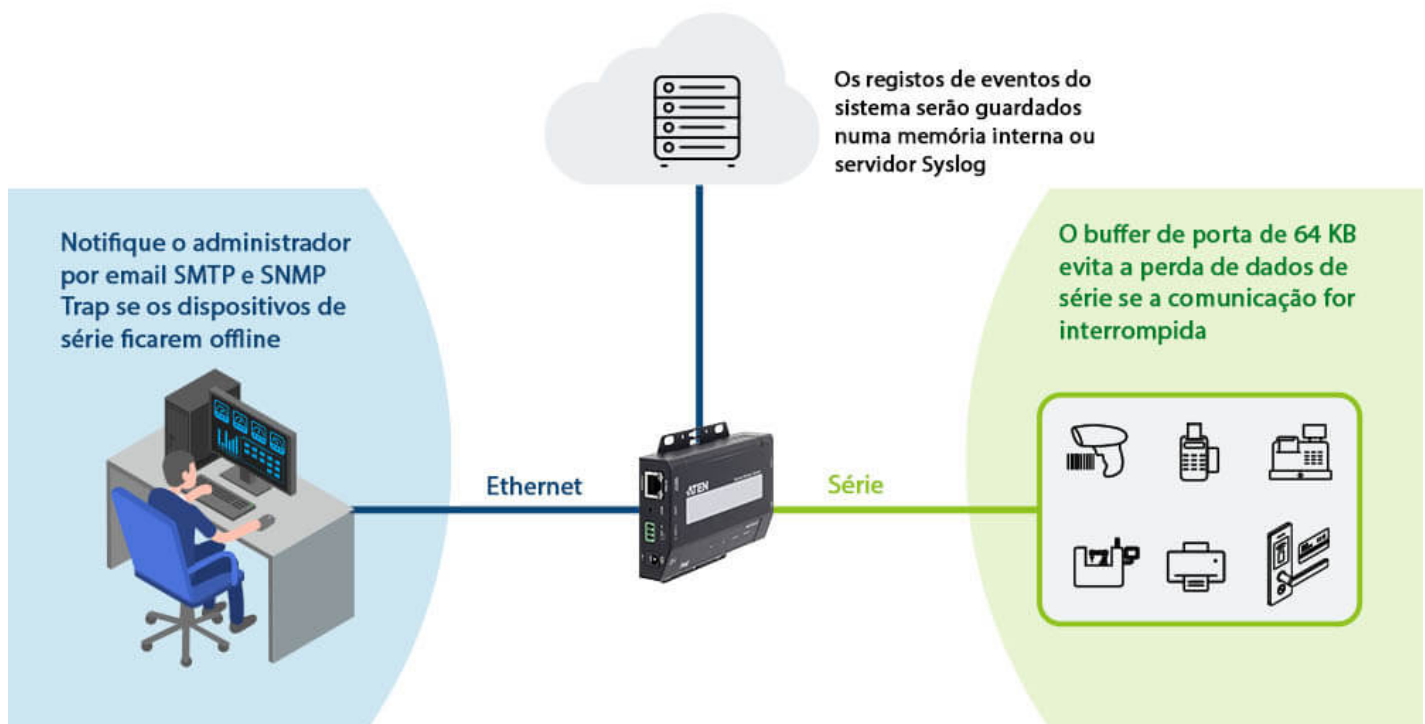 Os registos de eventos do
sistema serão guardados
numa memória interna ou
servidor Syslog
Notifique o administrador
por email SMTP e SNMP
Trap se os dispositivos de
série ficarem offline
O buffer de porta de 64 KB
evita a perda de dados de
série se a comunicação for
interrompida
Ethernet
ATEN
Série